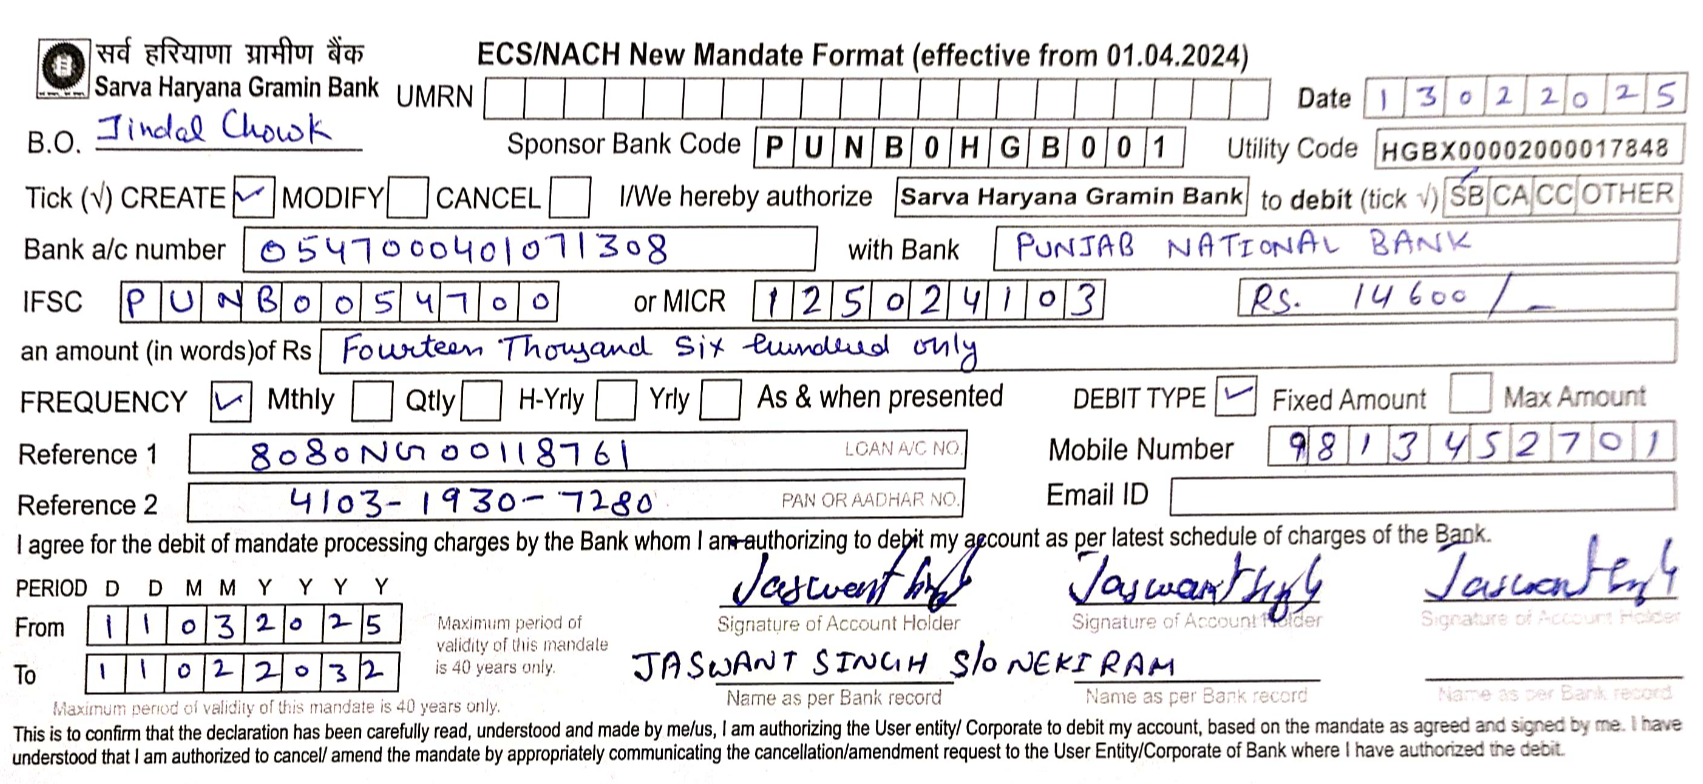 सर्व हरियाणा ग्रामीण बैंक
Sarva Haryana Gramin Bank
ECS/NACH New Mandate Format (effective from 01.04.2024)
UMRN
Date 13022025
B.O. Jindal Chowk
Sponsor Bank Code PUNB0HGB001
Utility Code HGBX00002000017848
Tick (√) CREATE ✓ MODIFY CANCEL I/We hereby authorize Sarva Haryana Gramin Bank to debit (tick √) SB CA CC OTHER
Bank a/c number 0547000401071308 with Bank PUNJAB NATIONAL BANK
IFSC PUNB0054700 or MICR 125024103 RS. 14600/_
an amount (in words)of Rs Fourteen Thousand Six hundered only
FREQUENCY ✓ Mthly Qtly H-Yrly Yrly As & when presented DEBIT TYPE ✓ Fixed Amount Max Amount
Reference 1 8080NG00118761 LOAN A/C NO. Mobile Number 9813452701
Reference 2 4103-1930-7280 PAN OR AADHAR NO. Email ID
I agree for the debit of mandate processing charges by the Bank whom I am authorizing to debit my account as per latest schedule of charges of the Bank.
PERIOD D D M M Y Y Y Y
Jaswant Singh Jaswant Singh Jaswant Singh
From 11032025
Maximum period of validity of this mandate is 40 years only.
Signature of Account Holder Signature of Account Holder Signature of Account Holder
To 11022032
JASWANT SINGH S/O NEKI RAM
Name as per Bank record Name as per Bank record Name as per Bank record
Maximum period of validity of this mandate is 40 years only.
This is to confirm that the declaration has been carefully read, understood and made by me/us, I am authorizing the User entity/ Corporate to debit my account, based on the mandate as agreed and signed by me. I have
understood that I am authorized to cancel/ amend the mandate by appropriately communicating the cancellation/amendment request to the User Entity/Corporate of Bank where I have authorized the debit.